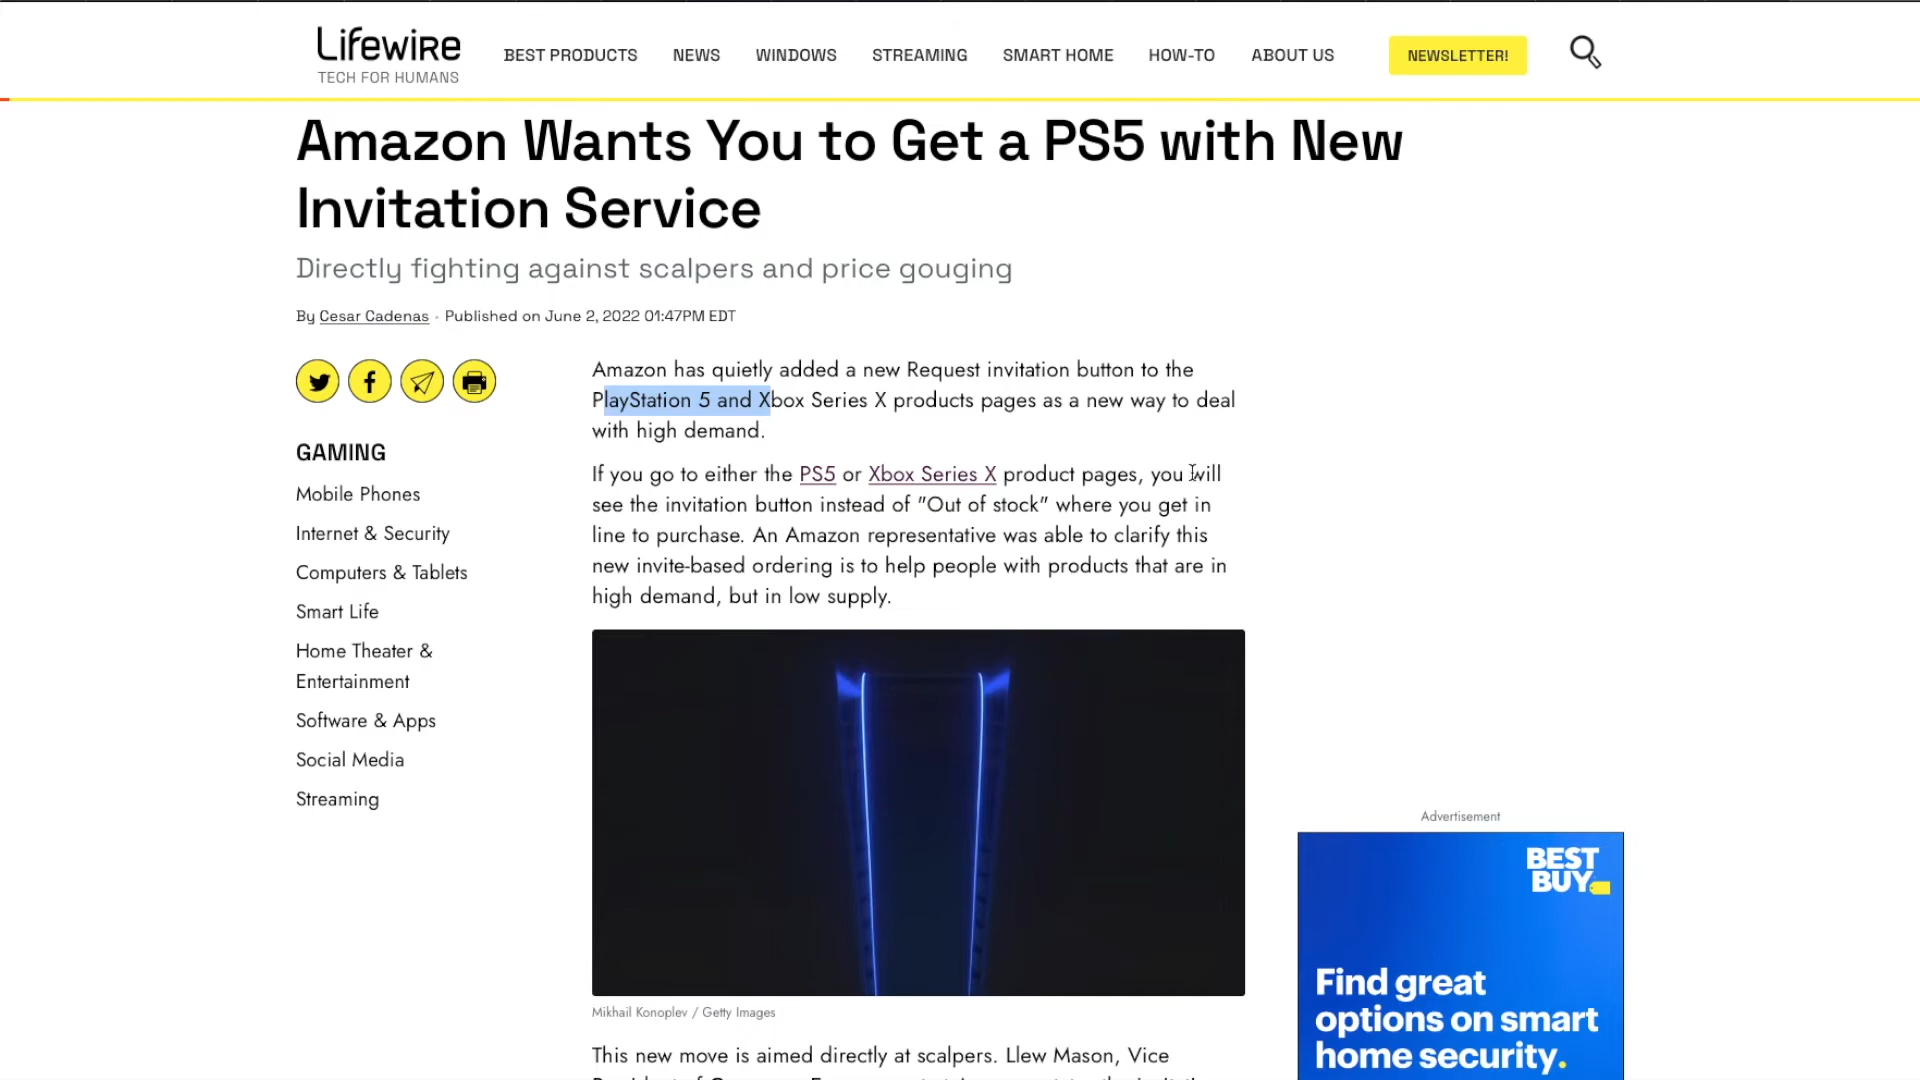 Lifewire
TECH FOR HUMANS
BEST PRODUCTS
NEWS
WINDOWS
STREAMING
SMART HOME
HOW-TO
ABOUT US
NEWSLETTER!
Amazon Wants You to Get a PS5 with New
Invitation Service
Directly fighting against scalpers and price gouging
By Cesar Cadenas • Published on June 2, 2022 01:47PM EDT
GAMING
Mobile Phones
Internet & Security
Computers & Tablets
Smart Life
Home Theater &
Entertainment
Software & Apps
Social Media
Streaming
Amazon has quietly added a new Request invitation button to the
PlayStation 5 and Xbox Series X products pages as a new way to deal
with high demand.
If you go to either the PS5 or Xbox Series X product pages, you will
see the invitation button instead of "Out of stock" where you get in
line to purchase. An Amazon representative was able to clarify this
new invite-based ordering is to help people with products that are in
high demand, but in low supply.
Mikhail Konoplev / Getty Images
This new move is aimed directly at scalpers. Llew Mason, Vice
Advertisement
BEST
BUY
Find great
options on smart
home security.